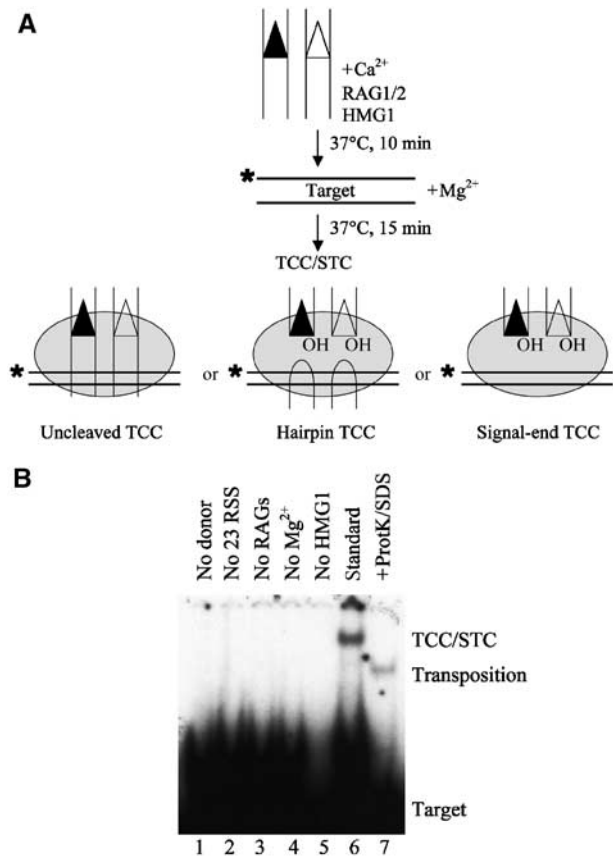 A
+Ca²⁺
RAG1/2
HMG1
37°C, 10 min
*
Target
+Mg²⁺
37°C, 15 min
TCC/STC
OH OH
OH OH
* or * or *
Uncleaved TCC
Hairpin TCC
Signal-end TCC
B
No donor
No 23 RSS
No RAGs
No Mg²⁺
No HMG1
Standard
+ProtK/SDS
TCC/STC
Transposition
Target
1 2 3 4 5 6 7